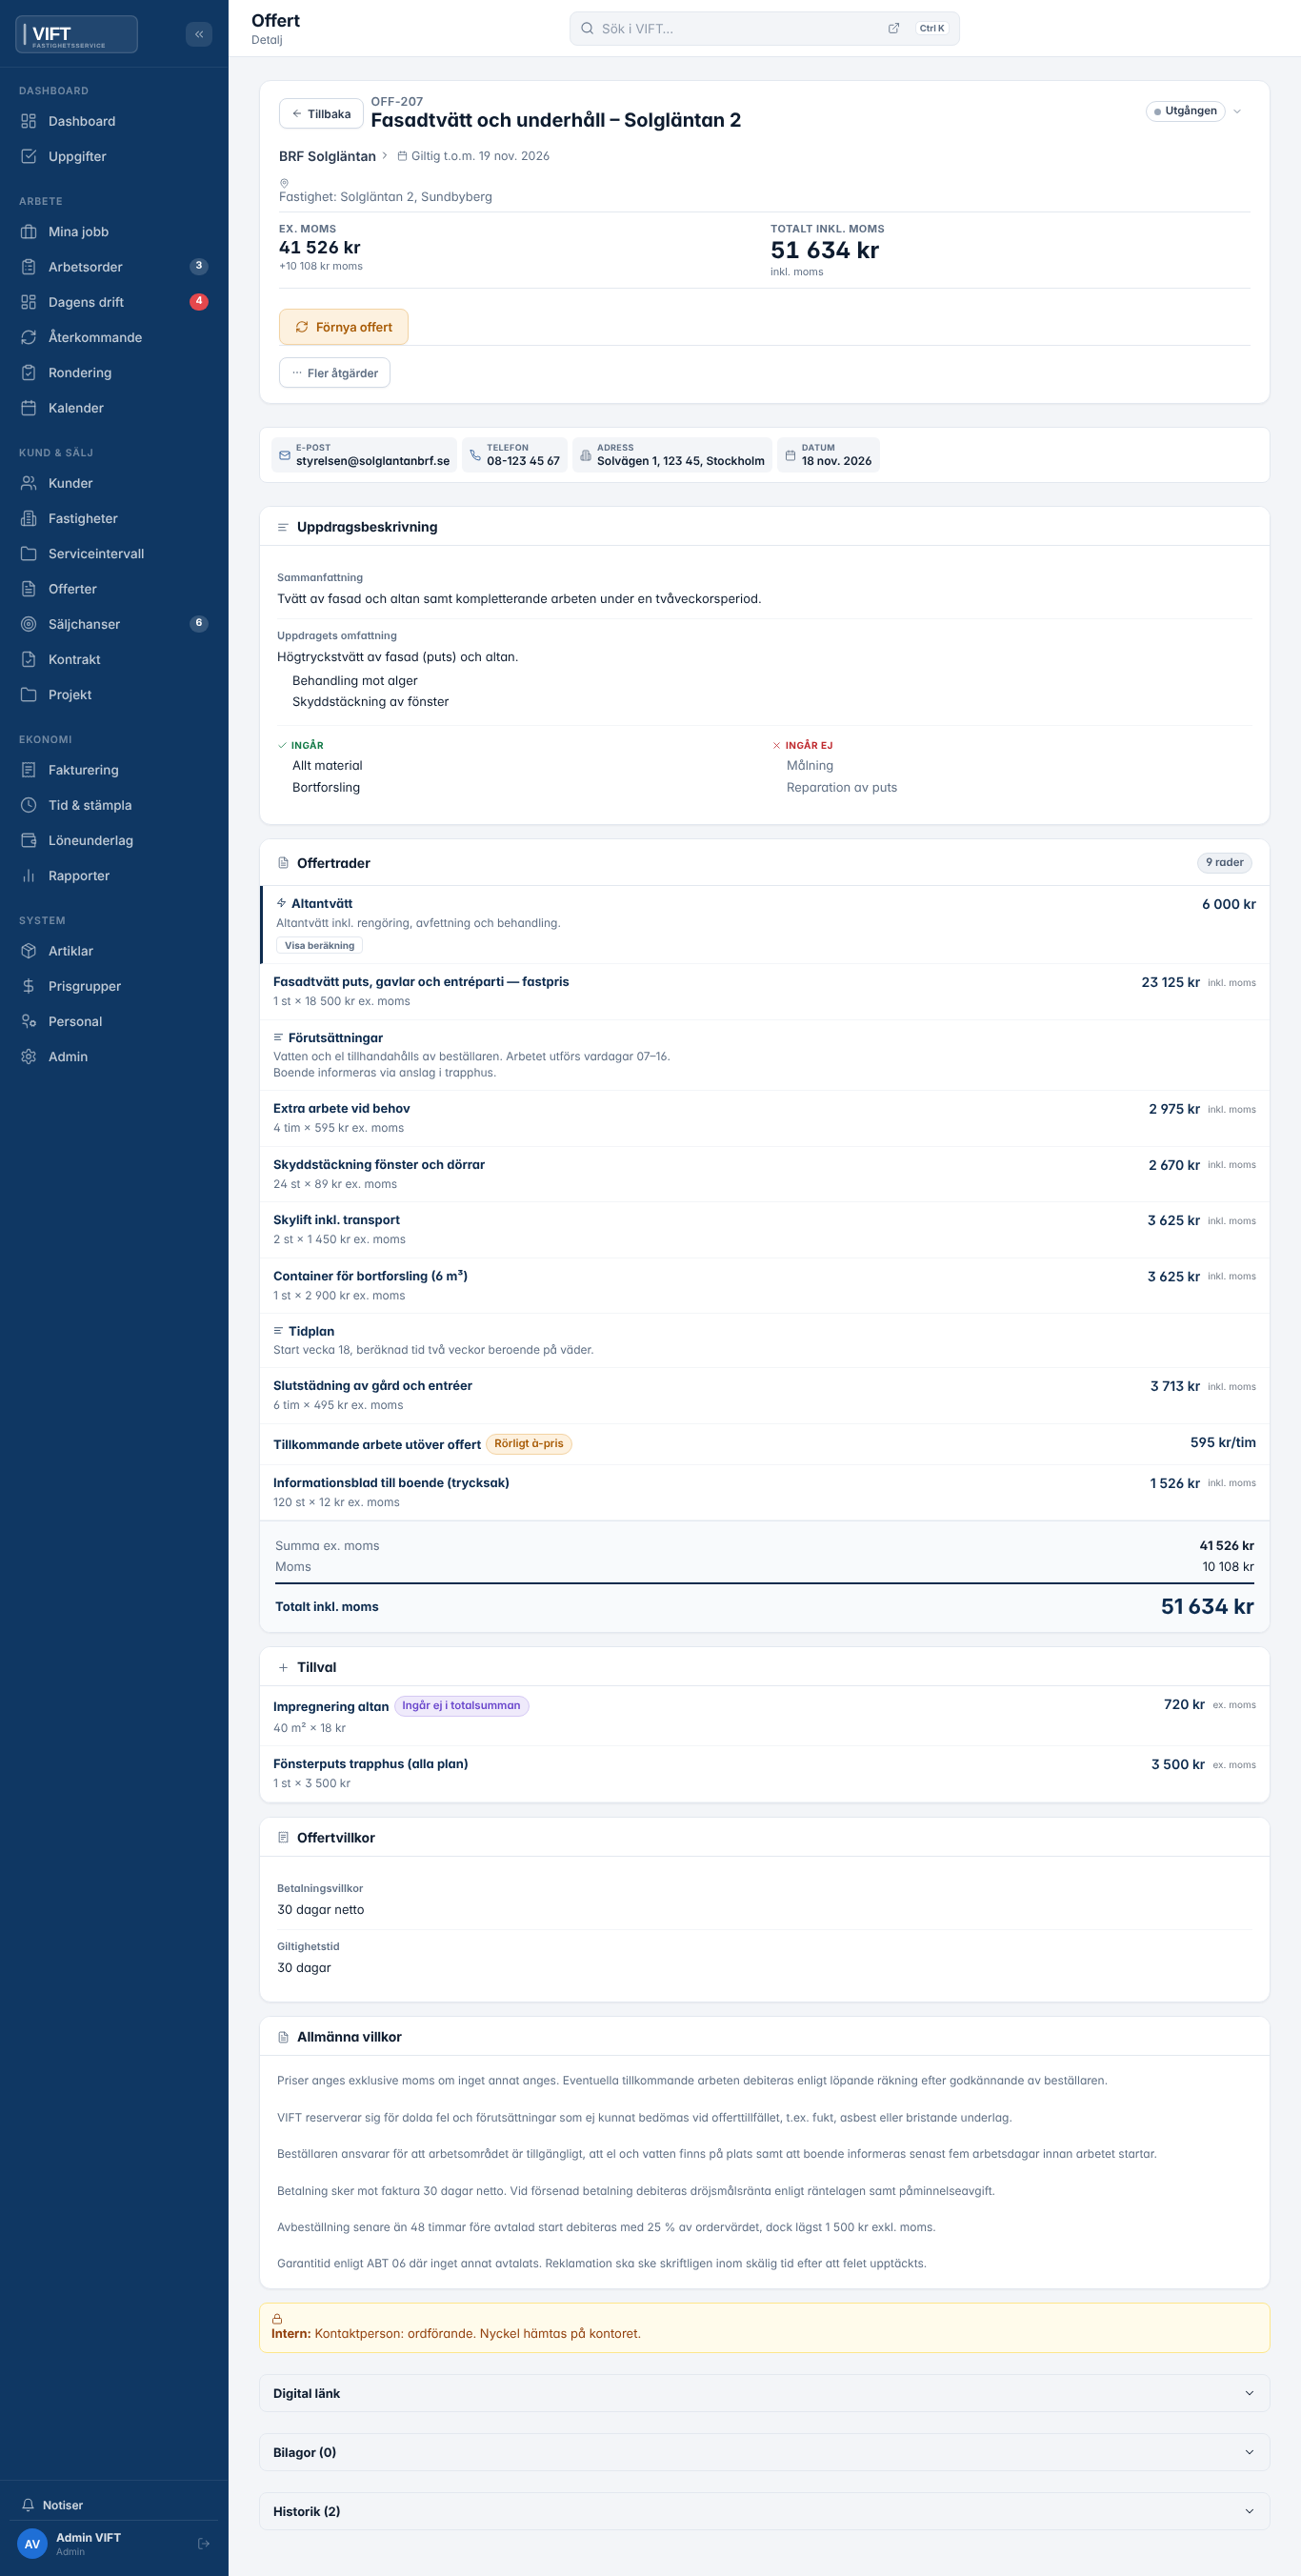 VIFT
FASTIGHETSSERVICE
DASHBOARD
Dashboard
Uppgifter
ARBETE
Mina jobb
Arbetsorder 3
Dagens drift 4
Återkommande
Rondering
Kalender
KUND & SÄLJ
Kunder
Fastigheter
Serviceintervall
Offerter
Säljchanser 6
Kontrakt
Projekt
EKONOMI
Fakturering
Tid & stämpla
Löneunderlag
Rapporter
SYSTEM
Artiklar
Prisgrupper
Personal
Admin
Notiser
AV
Admin VIFT
Admin
Offert
Detalj
Sök i VIFT...
Ctrl K
Tillbaka
OFF-207
Fasadtvätt och underhåll – Solgläntan 2
Utgången
BRF Solgläntan
Giltig t.o.m. 19 nov. 2026
Fastighet: Solgläntan 2, Sundbyberg
EX. MOMS
41 526 kr
+10 108 kr moms
TOTALT INKL. MOMS
51 634 kr
inkl. moms
Förnya offert
Fler åtgärder
E-POST
styrelsen@solglantanbrf.se
TELEFON
08-123 45 67
ADRESS
Solvägen 1, 123 45, Stockholm
DATUM
18 nov. 2026
Uppdragsbeskrivning
Sammanfattning
Tvätt av fasad och altan samt kompletterande arbeten under en tvåveckorsperiod.
Uppdragets omfattning
Högtryckstvätt av fasad (puts) och altan.
Behandling mot alger
Skyddstäckning av fönster
INGÅR
Allt material
Bortforsling
INGÅR EJ
Målning
Reparation av puts
Offertrader
9 rader
Altantvätt
6 000 kr
Altantvätt inkl. rengöring, avfettning och behandling.
Visa beräkning
Fasadtvätt puts, gavlar och entréparti — fastpris
23 125 kr inkl. moms
1 st × 18 500 kr ex. moms
Förutsättningar
Vatten och el tillhandahålls av beställaren. Arbetet utförs vardagar 07–16.
Boende informeras via anslag i trapphus.
Extra arbete vid behov
2 975 kr inkl. moms
4 tim × 595 kr ex. moms
Skyddstäckning fönster och dörrar
2 670 kr inkl. moms
24 st × 89 kr ex. moms
Skylift inkl. transport
3 625 kr inkl. moms
2 st × 1 450 kr ex. moms
Container för bortforsling (6 m³)
3 625 kr inkl. moms
1 st × 2 900 kr ex. moms
Tidplan
Start vecka 18, beräknad tid två veckor beroende på väder.
Slutstädning av gård och entréer
3 713 kr inkl. moms
6 tim × 495 kr ex. moms
Tillkommande arbete utöver offert Rörligt à-pris
595 kr/tim
Informationsblad till boende (trycksak)
1 526 kr inkl. moms
120 st × 12 kr ex. moms
Summa ex. moms 41 526 kr
Moms 10 108 kr
Totalt inkl. moms 51 634 kr
Tillval
Impregnering altan Ingår ej i totalsumman
720 kr ex. moms
40 m² × 18 kr
Fönsterputs trapphus (alla plan)
3 500 kr ex. moms
1 st × 3 500 kr
Offertvillkor
Betalningsvillkor
30 dagar netto
Giltighetstid
30 dagar
Allmänna villkor
Priser anges exklusive moms om inget annat anges. Eventuella tillkommande arbeten debiteras enligt löpande räkning efter godkännande av beställaren.
VIFT reserverar sig för dolda fel och förutsättningar som ej kunnat bedömas vid offerttillfället, t.ex. fukt, asbest eller bristande underlag.
Beställaren ansvarar för att arbetsområdet är tillgängligt, att el och vatten finns på plats samt att boende informeras senast fem arbetsdagar innan arbetet startar.
Betalning sker mot faktura 30 dagar netto. Vid försenad betalning debiteras dröjsmålsränta enligt räntelagen samt påminnelseavgift.
Avbeställning senare än 48 timmar före avtalad start debiteras med 25 % av ordervärdet, dock lägst 1 500 kr exkl. moms.
Garantitid enligt ABT 06 där inget annat avtalats. Reklamation ska ske skriftligen inom skälig tid efter att felet upptäckts.
Intern: Kontaktperson: ordförande. Nyckel hämtas på kontoret.
Digital länk
Bilagor (0)
Historik (2)